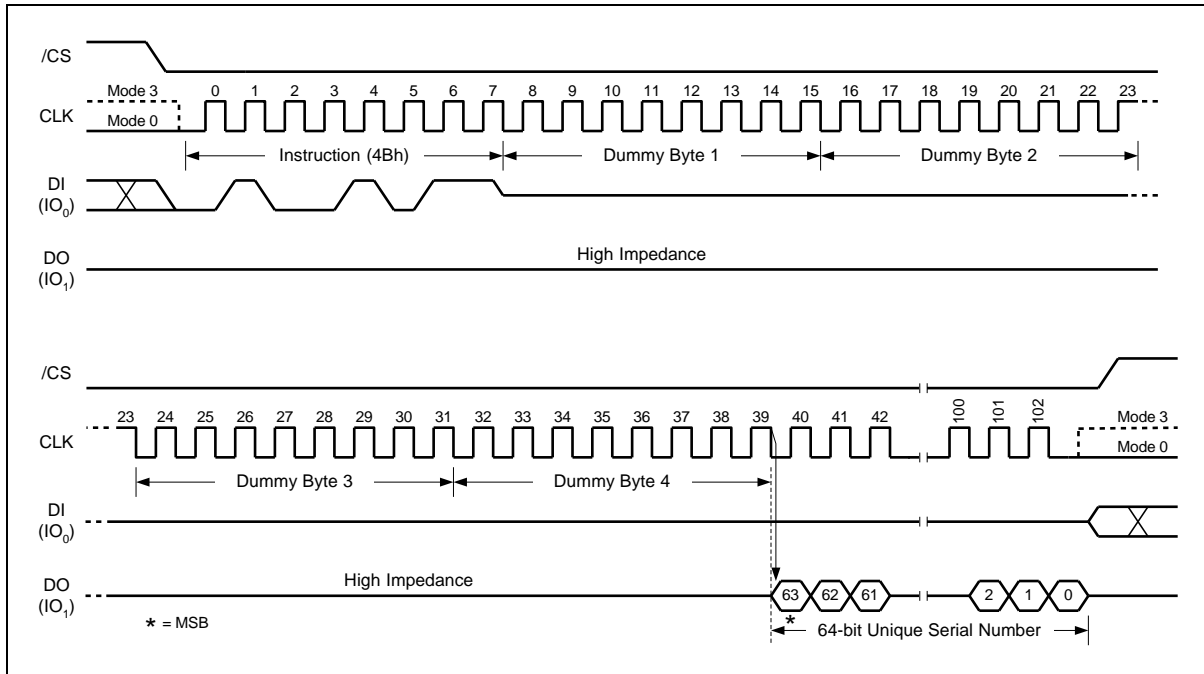 /CS
Mode 3 0 1 2 3 4 5 6 7 8 9 10 11 12 13 14 15 16 17 18 19 20 21 22 23
CLK
Mode 0
Instruction (4Bh) Dummy Byte 1 Dummy Byte 2
DI
(IO0)
High Impedance
DO
(IO1)
/CS
23 24 25 26 27 28 29 30 31 32 33 34 35 36 37 38 39 40 41 42 100 101 102
Mode 3
CLK
Mode 0
Dummy Byte 3 Dummy Byte 4
DI
(IO0)
High Impedance
DO
(IO1)
63 62 61 2 1 0
* = MSB
*
64-bit Unique Serial Number